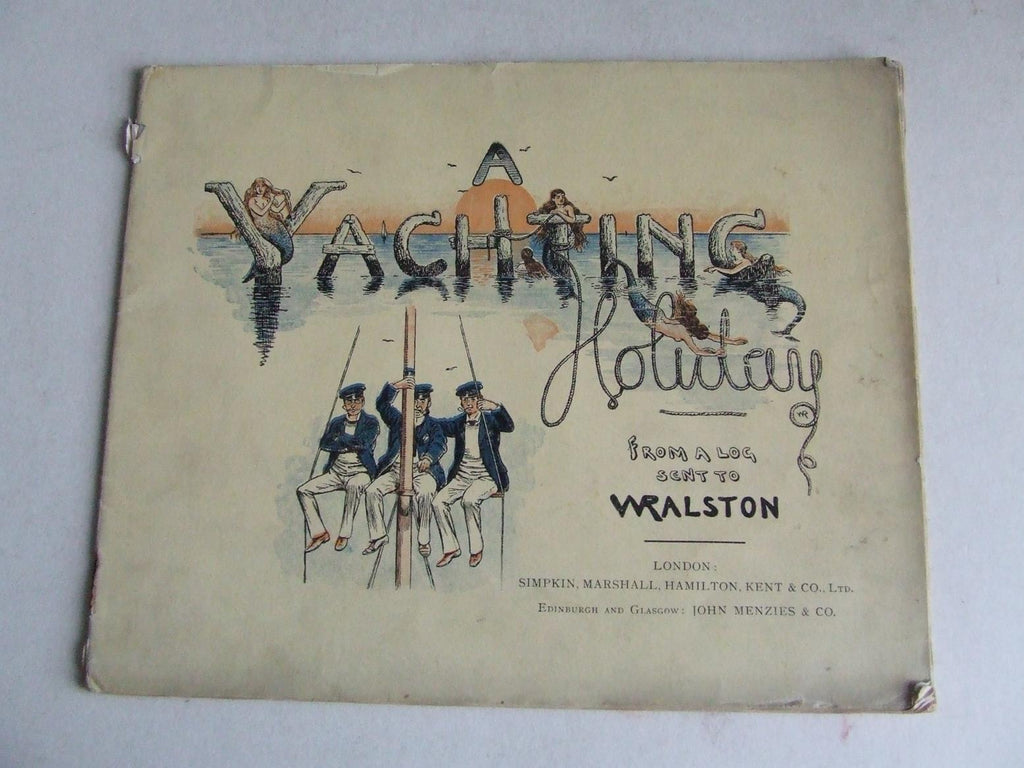 A
YACHTING
Holiday
WR
FROM A LOG
SENT TO
WRALSTON
LONDON:
SIMPKIN, MARSHALL, HAMILTON, KENT & CO., LTD.
EDINBURGH AND GLASGOW: JOHN MENZIES & CO.